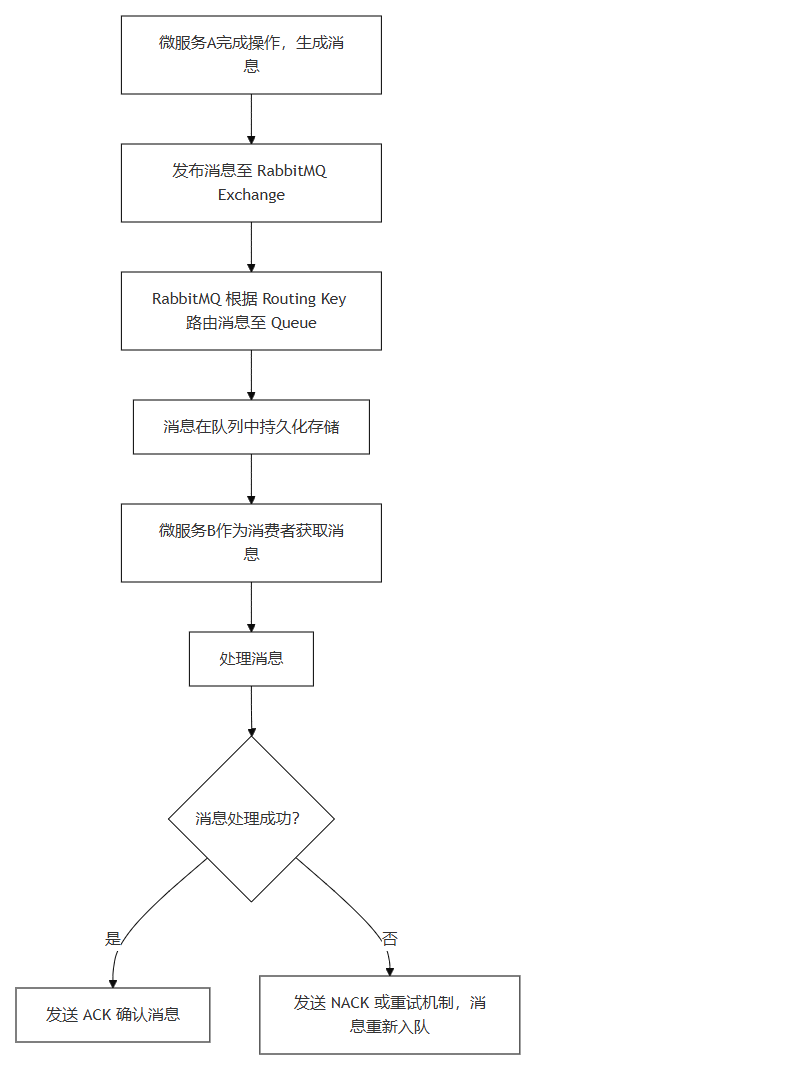 微服务A完成操作，生成消
息
发布消息至 RabbitMQ
Exchange
RabbitMQ 根据 Routing Key
路由消息至 Queue
消息在队列中持久化存储
微服务B作为消费者获取消
息
处理消息
消息处理成功?
是
否
发送 ACK 确认消息
发送 NACK 或重试机制，消
息重新入队